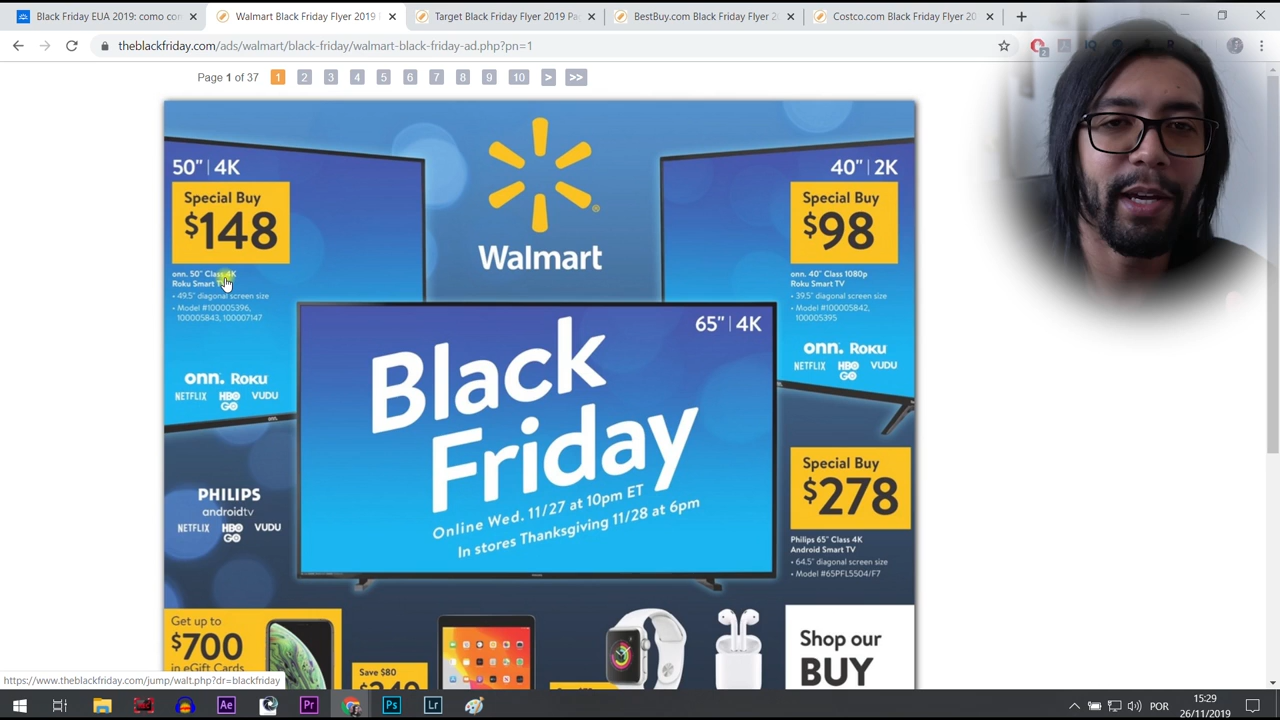 Black Friday EUA 2019: como co
Walmart Black Friday Flyer 2019
Target Black Friday Flyer 2019 Pa
BestBuy.com Black Friday Flyer 2
Costco.com Black Friday Flyer 20
theblackfriday.com/ads/walmart/black-friday/walmart-black-friday-ad.php?pn=1
Page 1 of 37 1 2 3 4 5 6 7 8 9 10 > >>
50" | 4K
Special Buy
$148
onn. 50" Class 4K
Roku Smart
• 49.5" diagonal screen size
• Model #100005396,
100005843, 100007147
onn. Roku
NETFLIX HBO GO VUDU
Walmart
40" | 2K
Special Buy
$98
onn. 40" Class 1080p
Roku Smart TV
• 39.5" diagonal screen size
• Model #100005842,
100005395
onn. Roku
NETFLIX HBO GO VUDU
65" | 4K
Black
Friday
Online Wed. 11/27 at 10pm ET
In stores Thanksgiving 11/28 at 6pm
PHILIPS
androidtv
NETFLIX HBO GO VUDU
Special Buy
$278
Philips 65" Class 4K
Android Smart TV
• 64.5" diagonal screen size
• Model #65PFL5504/F7
Get up to
$700
in eGift Cards
Save $80
Shop our
BUY
https://www.theblackfriday.com/jump/walt.php?dr=blackfriday
Ae
Pr
Ps
Lr
POR
15:29
26/11/2019